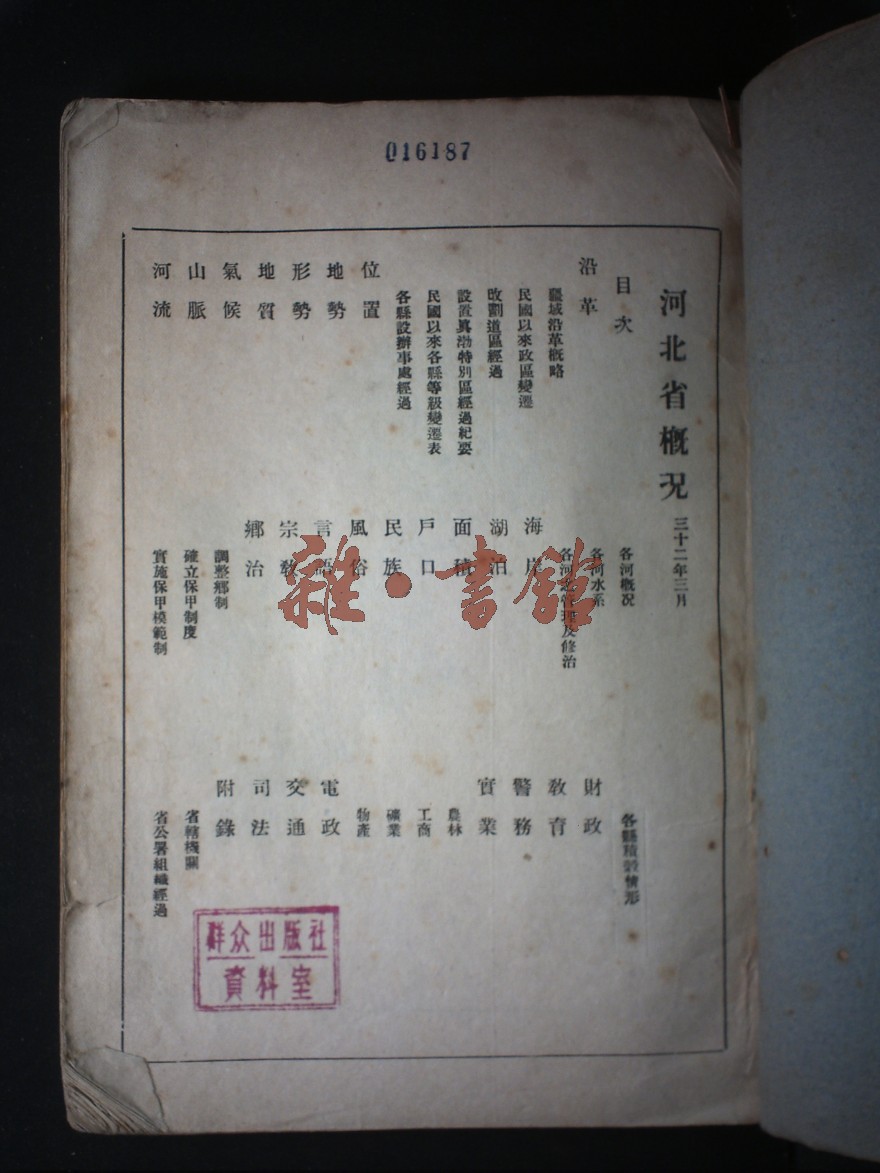 016187
河北省概况 三十二年三月
目次
沿革
疆域沿革概略
民國以來政區變遷
改劃道區經過
設置眞渤特別區經過紀要
民國以來各縣等級變遷表
各縣設辦事處經過
位置
地勢
形勢
地質
氣候
山脈
河流
各河概况
各河水系
各河之管理及修治
海岸
湖泊
面積
戶口
民族
風俗
言語
宗教
鄉治
調整鄉制
確立保甲制度
實施保甲模範制
各縣積穀情形
財政
教育
警務
實業
農林
工商
礦業
物產
電政
交通
司法
附錄
省轄機關
省公署組織經過
群众出版社
資料室
雜·書館